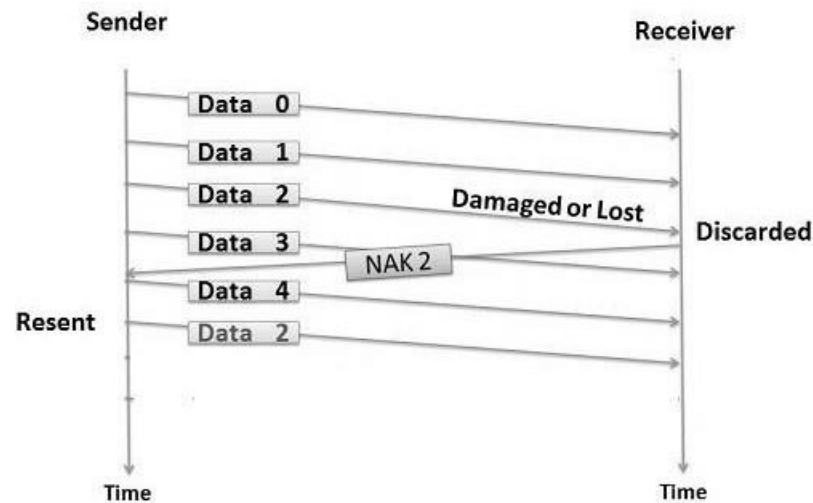 Sender
Receiver
Data 0
Data 1
Data 2
Damaged or Lost
Data 3
Discarded
NAK 2
Data 4
Resent
Data 2
Time
Time